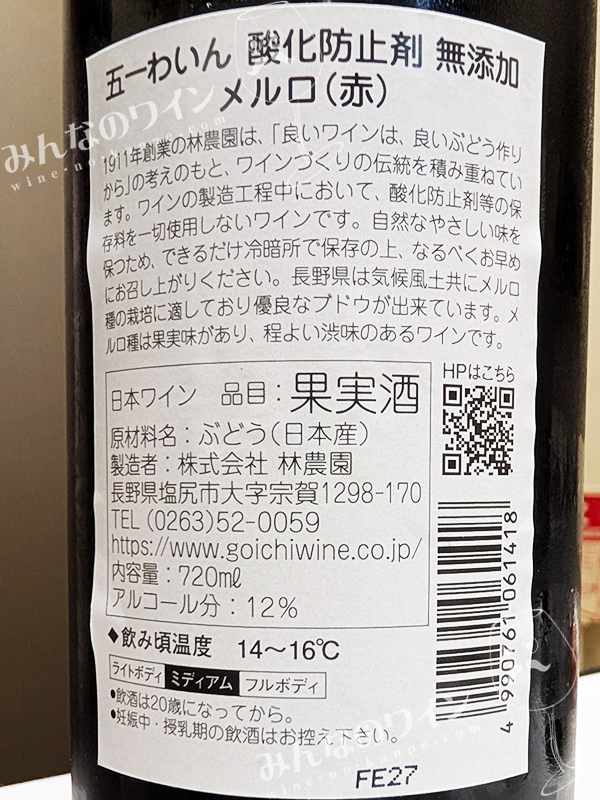 五一わいん 酸化防止剤 無添加
メルロ(赤)
1911年創業の林農園は、「良いワインは、良いぶどう作り
から」の考えのもと、ワインづくりの伝統を積み重ねてい
ます。ワインの製造工程中において、酸化防止剤等の保
存料を一切使用しないワインです。自然なやさしい味を
保つため、できるだけ冷暗所で保存の上、なるべくお早め
にお召し上がりください。長野県は気候風土共にメルロ
種の栽培に適しており優良なブドウが出来ています。メ
ルロ種は果実味があり、程よい渋味のあるワインです。
HPはこちら
日本ワイン 品目:果実酒
原材料名:ぶどう(日本産)
製造者:株式会社 林農園
長野県塩尻市大字宗賀1298-170
TEL(0263)52-0059
https://www.goichiwine.co.jp/
内容量:720mℓ
アルコール分:12%
◆飲み頃温度 14～16℃
ライトボディ ミディアム フルボディ
●飲酒は20歳になってから。
●妊娠中・授乳期の飲酒はお控え下さい。
4 990761 061418
FE27
みんなのワイン
wine-no-konne.com
みんなのワイン
wine-no-konne.com